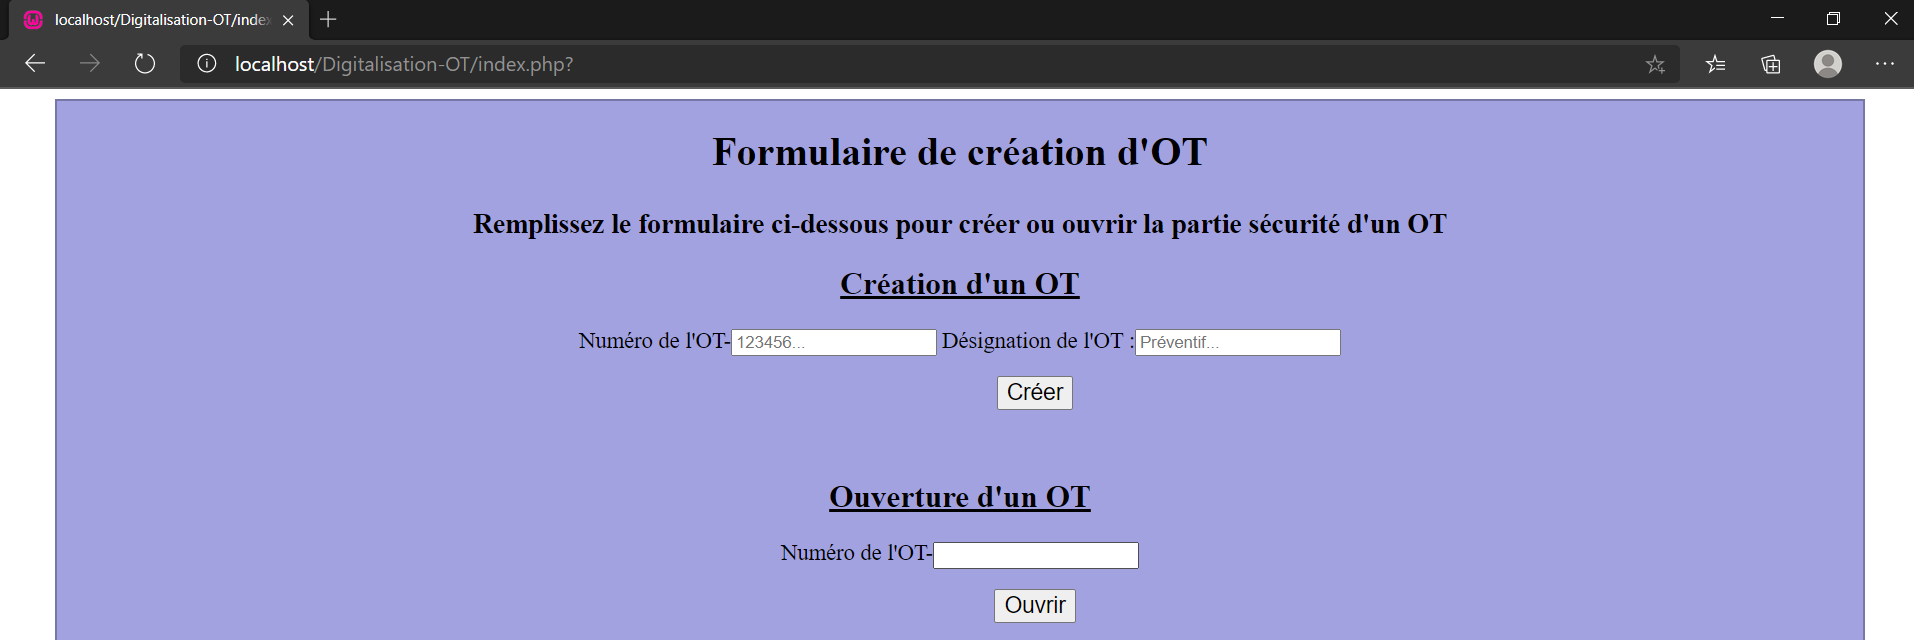 localhost/Digitalisation-OT/index
localhost/Digitalisation-OT/index.php?
Formulaire de création d'OT
Remplissez le formulaire ci-dessous pour créer ou ouvrir la partie sécurité d'un OT
Création d'un OT
Numéro de l'OT- 123456... Désignation de l'OT : Préventif...
Créer
Ouverture d'un OT
Numéro de l'OT-
Ouvrir